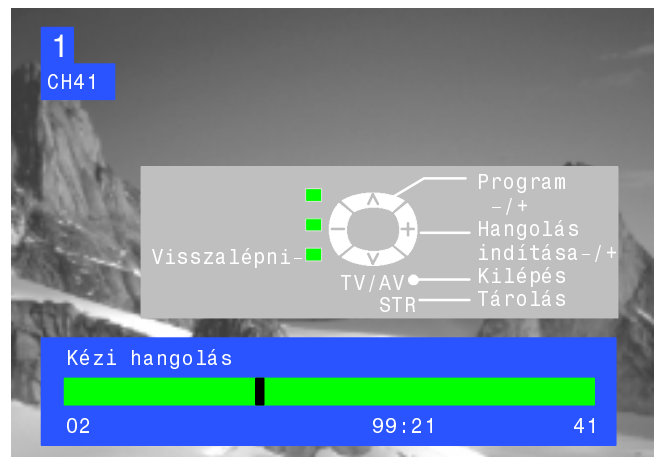 1
CH41
Program
-/+
Hangolás
indítása-/+
Visszalépni-
TV/AV Kilépés
STR Tárolás
Kézi hangolás
02 99:21 41